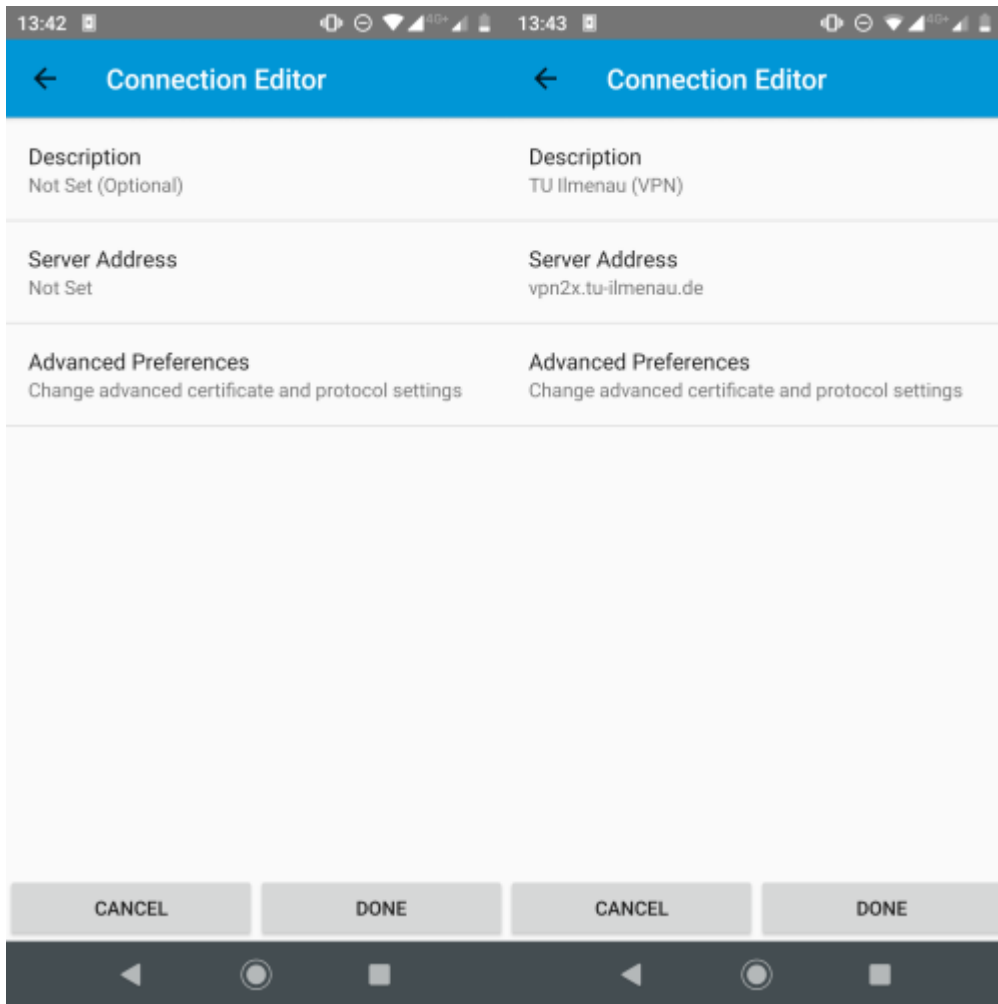 13:42
4G+
Connection Editor
Description
Not Set (Optional)
Server Address
Not Set
Advanced Preferences
Change advanced certificate and protocol settings
CANCEL
DONE
13:43
4G+
Connection Editor
Description
TU Ilmenau (VPN)
Server Address
vpn2x.tu-ilmenau.de
Advanced Preferences
Change advanced certificate and protocol settings
CANCEL
DONE